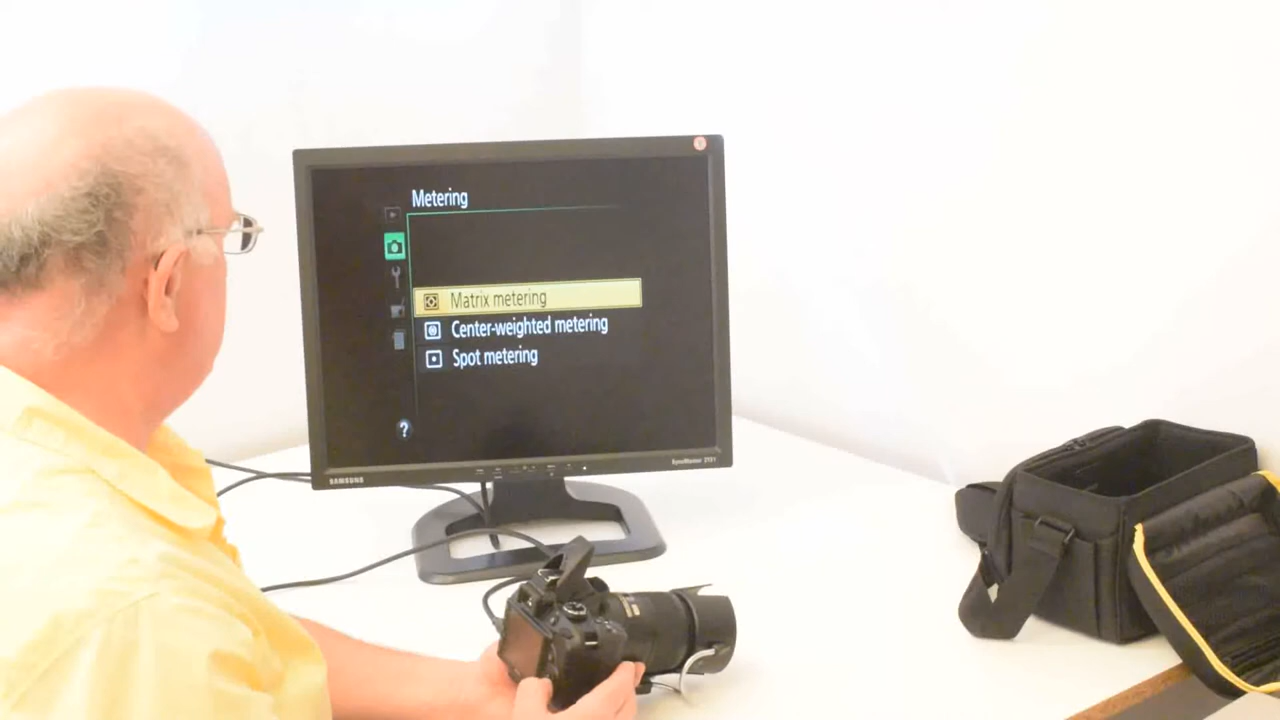 Metering
Matrix metering
Center-weighted metering
Spot metering
?
SAMSUNG